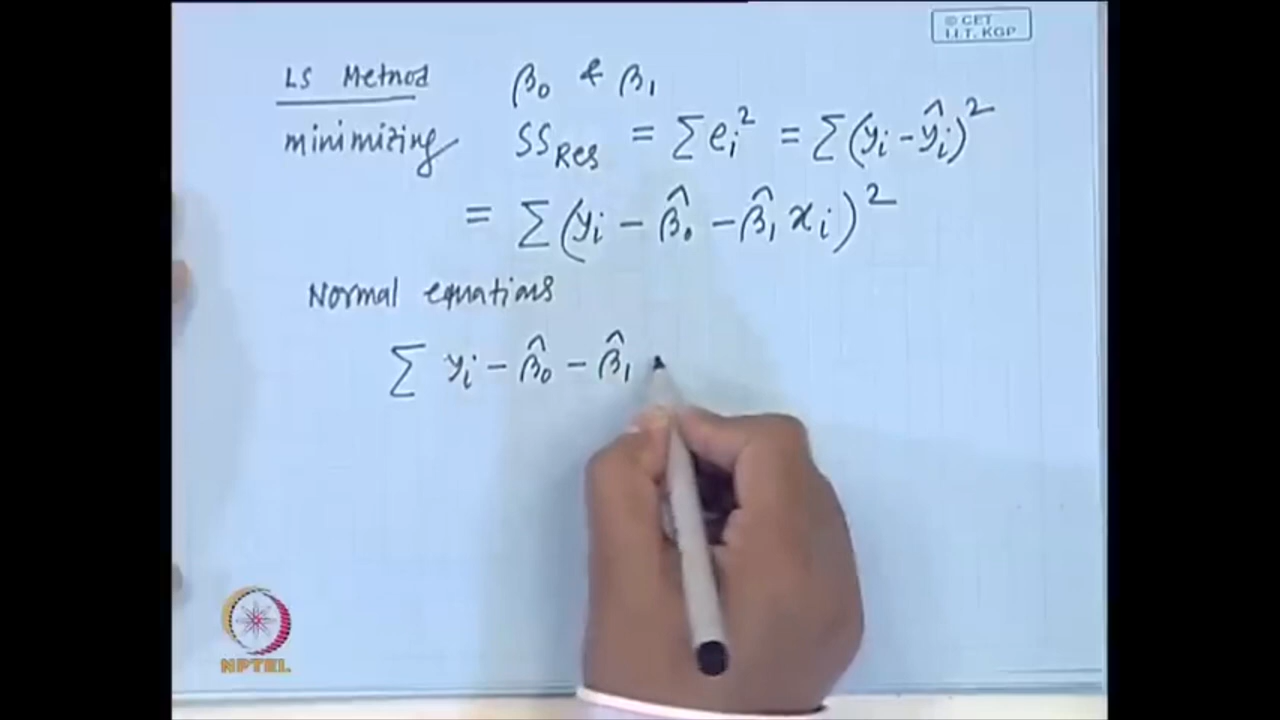 © CET
I.I.T. KGP
LS Method β₀ & β₁
minimizing SS_Res = Σ eᵢ² = Σ(yᵢ - ŷᵢ)²
= Σ(yᵢ - β̂₀ - β̂₁ xᵢ)²
Normal equations
Σ yᵢ - β̂₀ - β̂₁
NPTEL